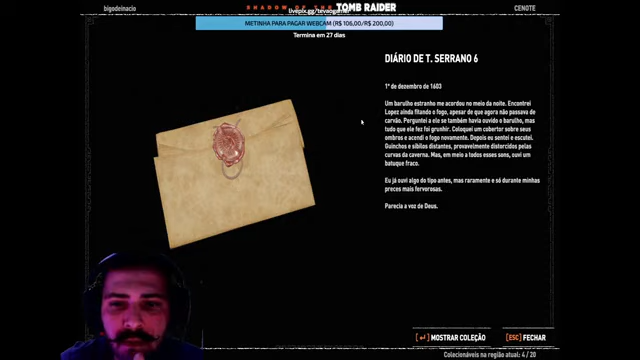 bigodeinacio
SHADOW OF THE TOMB RAIDER
CENOTE
METINHA PARA PAGAR WEBCAM (R$ 106,00/R$ 200,00)
Termina em 27 dias
DIÁRIO DE T. SERRANO 6
1º de dezembro de 1603
Um barulho estranho me acordou no meio da noite. Encontrei
Lopez ainda fitando o fogo, apesar de que agora não passava de
carvão. Perguntei a ele se também havia ouvido o barulho, mas
tudo que ele fez foi grunhir. Coloquei um cobertor sobre seus
ombros e acendi o fogo novamente. Depois eu sentei e escutei.
Guinchos e sibilos distantes, provavelmente distorcidos pelas
curvas da caverna. Mas, em meio a todos esses sons, ouvi um
batuque fraco.
Eu já ouvi algo do tipo antes, mas raramente e só durante minhas
preces mais fervorosas.
Parecia a voz de Deus.
[↵] MOSTRAR COLEÇÃO
[ESC] FECHAR
Colecionáveis na região atual: 4 / 20